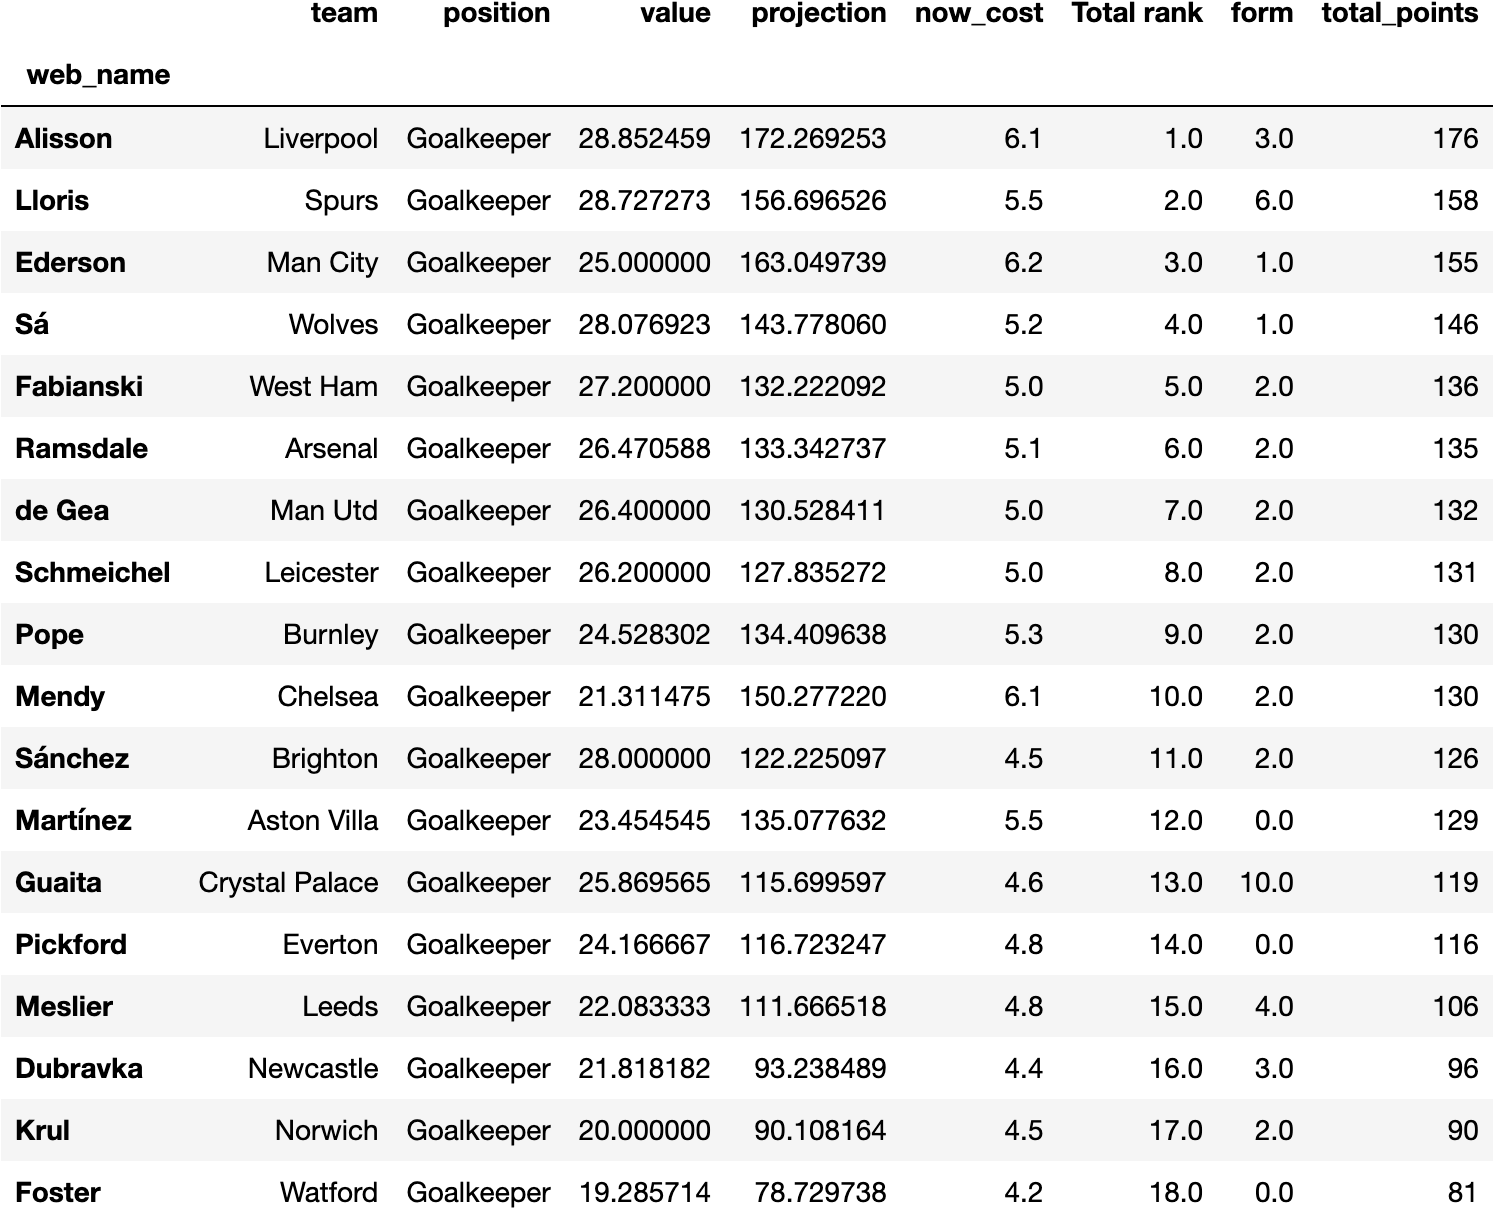 team position value projection now_cost Total rank form total_points
web_name
Alisson Liverpool Goalkeeper 28.852459 172.269253 6.1 1.0 3.0 176
Lloris Spurs Goalkeeper 28.727273 156.696526 5.5 2.0 6.0 158
Ederson Man City Goalkeeper 25.000000 163.049739 6.2 3.0 1.0 155
Sá Wolves Goalkeeper 28.076923 143.778060 5.2 4.0 1.0 146
Fabianski West Ham Goalkeeper 27.200000 132.222092 5.0 5.0 2.0 136
Ramsdale Arsenal Goalkeeper 26.470588 133.342737 5.1 6.0 2.0 135
de Gea Man Utd Goalkeeper 26.400000 130.528411 5.0 7.0 2.0 132
Schmeichel Leicester Goalkeeper 26.200000 127.835272 5.0 8.0 2.0 131
Pope Burnley Goalkeeper 24.528302 134.409638 5.3 9.0 2.0 130
Mendy Chelsea Goalkeeper 21.311475 150.277220 6.1 10.0 2.0 130
Sánchez Brighton Goalkeeper 28.000000 122.225097 4.5 11.0 2.0 126
Martínez Aston Villa Goalkeeper 23.454545 135.077632 5.5 12.0 0.0 129
Guaita Crystal Palace Goalkeeper 25.869565 115.699597 4.6 13.0 10.0 119
Pickford Everton Goalkeeper 24.166667 116.723247 4.8 14.0 0.0 116
Meslier Leeds Goalkeeper 22.083333 111.666518 4.8 15.0 4.0 106
Dubravka Newcastle Goalkeeper 21.818182 93.238489 4.4 16.0 3.0 96
Krul Norwich Goalkeeper 20.000000 90.108164 4.5 17.0 2.0 90
Foster Watford Goalkeeper 19.285714 78.729738 4.2 18.0 0.0 81